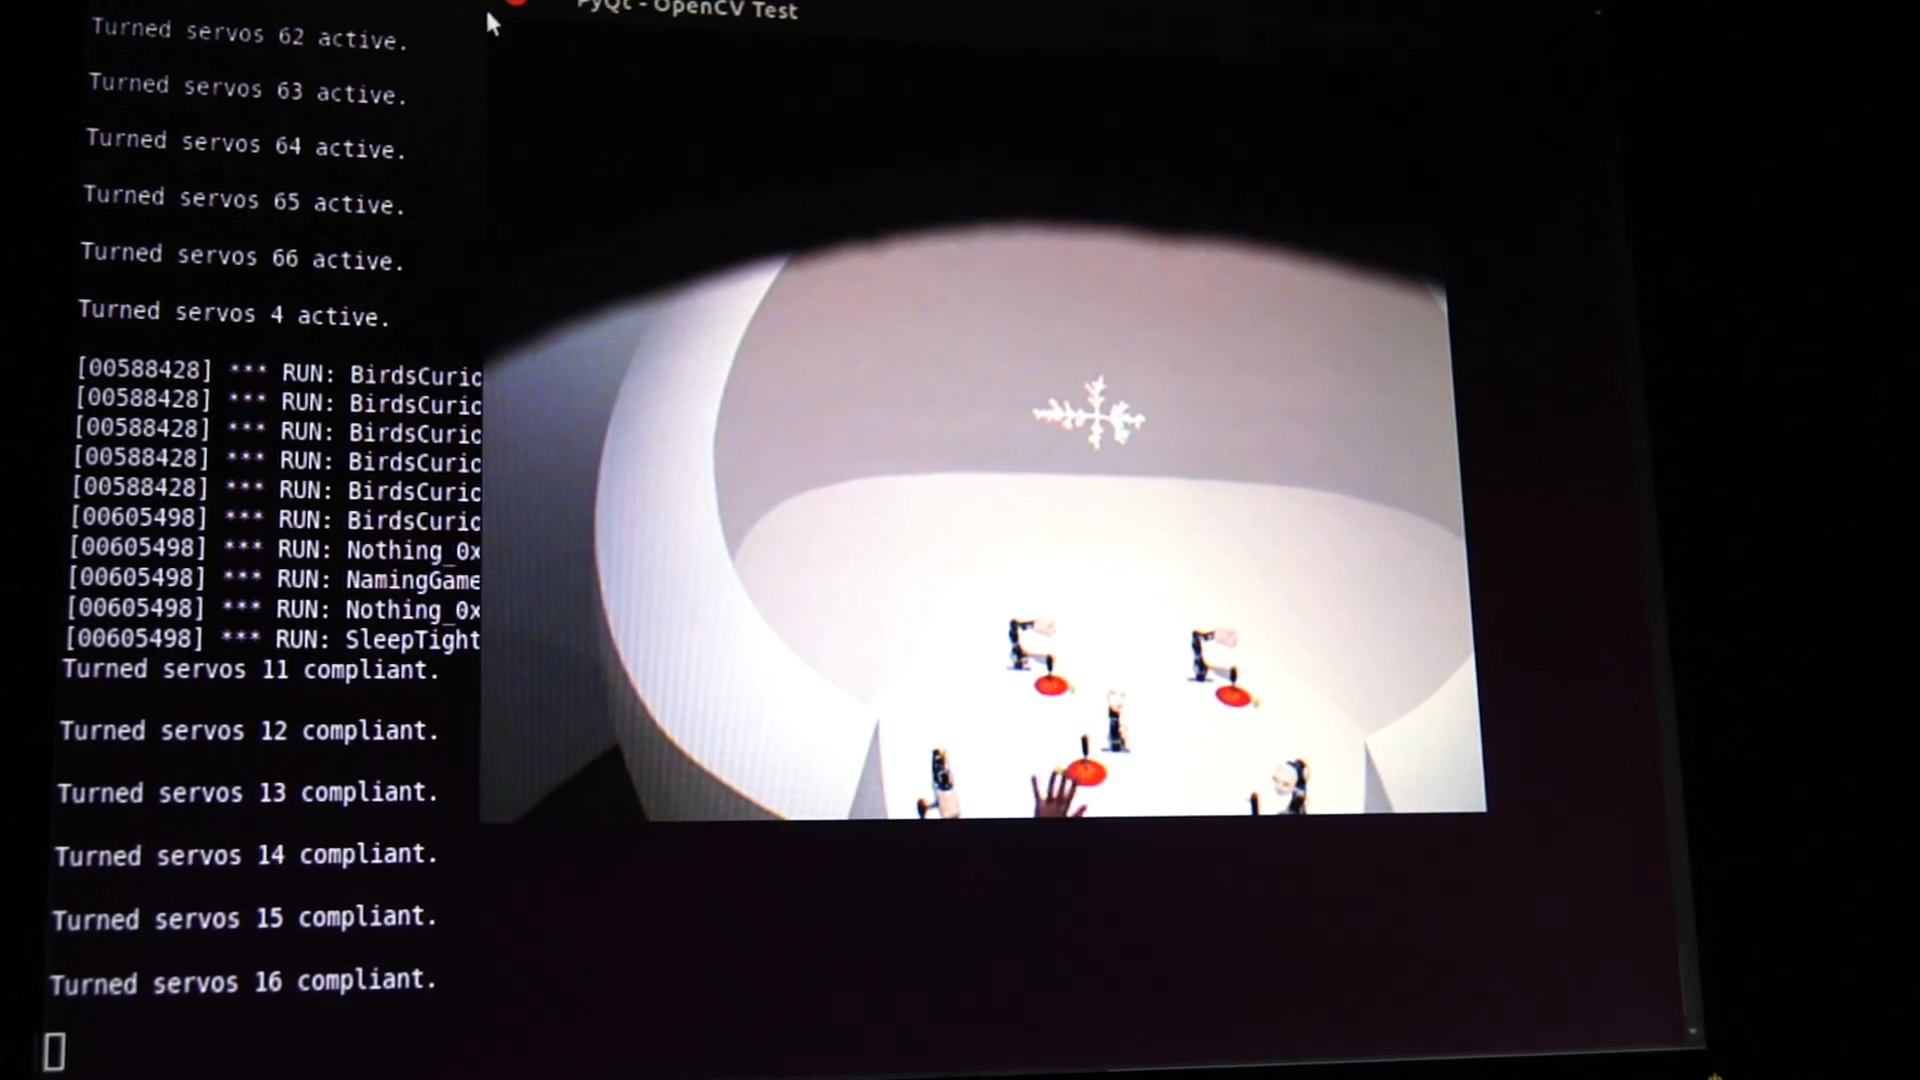 PyQt - OpenCV Test
Turned servos 62 active.
Turned servos 63 active.
Turned servos 64 active.
Turned servos 65 active.
Turned servos 66 active.
Turned servos 4 active.
[00588428] *** RUN: BirdsCuric
[00588428] *** RUN: BirdsCuric
[00588428] *** RUN: BirdsCuric
[00588428] *** RUN: BirdsCuric
[00588428] *** RUN: BirdsCuric
[00605498] *** RUN: BirdsCuric
[00605498] *** RUN: Nothing_0x
[00605498] *** RUN: NamingGame
[00605498] *** RUN: Nothing_0x
[00605498] *** RUN: SleepTight
Turned servos 11 compliant.
Turned servos 12 compliant.
Turned servos 13 compliant.
Turned servos 14 compliant.
Turned servos 15 compliant.
Turned servos 16 compliant.